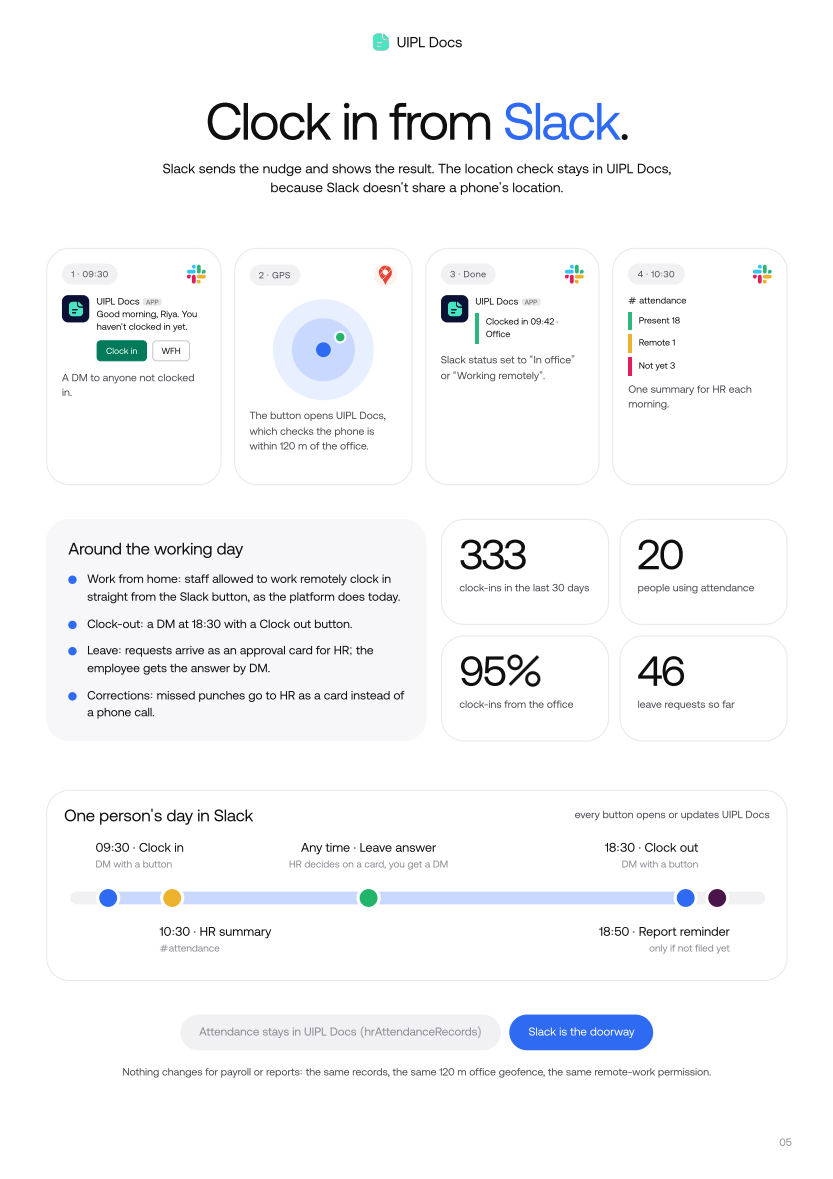 UIPL Docs
Clock in from Slack.
Slack sends the nudge and shows the result. The location check stays in UIPL Docs,
because Slack doesn't share a phone's location.
1 · 09:30
UIPL Docs APP
Good morning, Riya. You
haven't clocked in yet.
Clock in
WFH
A DM to anyone not clocked
in.
2 · GPS
The button opens UIPL Docs,
which checks the phone is
within 120 m of the office.
3 · Done
UIPL Docs APP
Clocked in 09:42 ·
Office
Slack status set to "In office"
or "Working remotely".
4 · 10:30
# attendance
Present 18
Remote 1
Not yet 3
One summary for HR each
morning.
Around the working day
Work from home: staff allowed to work remotely clock in
straight from the Slack button, as the platform does today.
Clock-out: a DM at 18:30 with a Clock out button.
Leave: requests arrive as an approval card for HR; the
employee gets the answer by DM.
Corrections: missed punches go to HR as a card instead of
a phone call.
333
clock-ins in the last 30 days
20
people using attendance
95%
clock-ins from the office
46
leave requests so far
One person's day in Slack
every button opens or updates UIPL Docs
09:30 · Clock in
DM with a button
Any time · Leave answer
HR decides on a card, you get a DM
18:30 · Clock out
DM with a button
10:30 · HR summary
#attendance
18:50 · Report reminder
only if not filed yet
Attendance stays in UIPL Docs (hrAttendanceRecords)
Slack is the doorway
Nothing changes for payroll or reports: the same records, the same 120 m office geofence, the same remote-work permission.
05